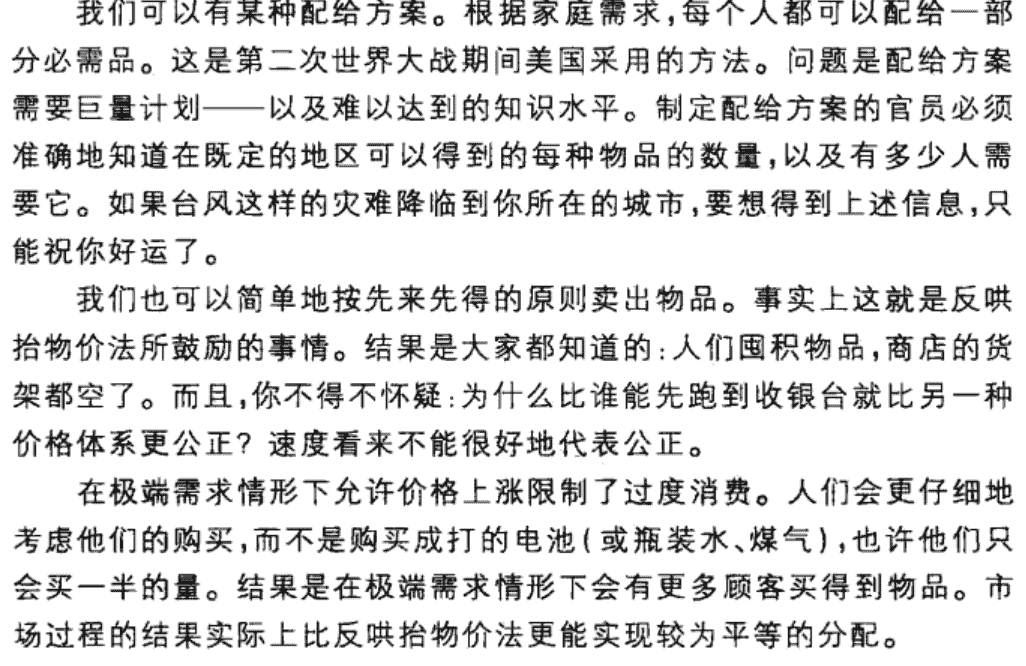 我们可以有某种配给方案。根据家庭需求,每个人都可以配给一部
分必需品。这是第二次世界大战期间美国采用的方法。问题是配给方案
需要巨量计划——以及难以达到的知识水平。制定配给方案的官员必须
准确地知道在既定的地区可以得到的每种物品的数量,以及有多少人需
要它。如果台风这样的灾难降临到你所在的城市,要想得到上述信息,只
能祝你好运了。
我们也可以简单地按先来先得的原则卖出物品。事实上这就是反哄
抬物价法所鼓励的事情。结果是大家都知道的:人们囤积物品,商店的货
架都空了。而且,你不得不怀疑:为什么比谁能先跑到收银台就比另一种
价格体系更公正?速度看来不能很好地代表公正。
在极端需求情形下允许价格上涨限制了过度消费。人们会更仔细地
考虑他们的购买,而不是购买成打的电池(或瓶装水、煤气),也许他们只
会买一半的量。结果是在极端需求情形下会有更多顾客买得到物品。市
场过程的结果实际上比反哄抬物价法更能实现较为平等的分配。